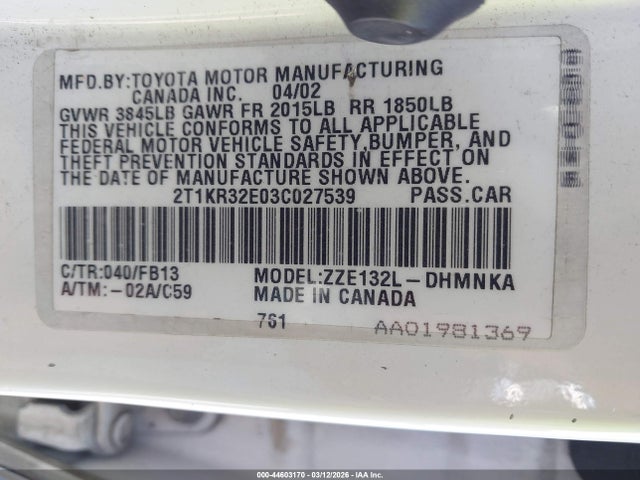 MFD.BY:TOYOTA MOTOR MANUFACTURING
CANADA INC. 04/02
GVWR 3845LB GAWR FR 2015LB RR 1850LB
THIS VEHICLE CONFORMS TO ALL APPLICABLE
FEDERAL MOTOR VEHICLE SAFETY,BUMPER, AND
THEFT PREVENTION STANDARDS IN EFFECT ON
THE DATE OF MANUFACTURE SHOWN ABOVE.
2T1KR32E03C027539 PASS.CAR
C/TR:040/FB13 MODEL:ZZE132L-DHMNKA
A/TM:-02A/C59 MADE IN CANADA
761 AA01981369
000-44603170 | 03/12/2026 | IAA Inc.